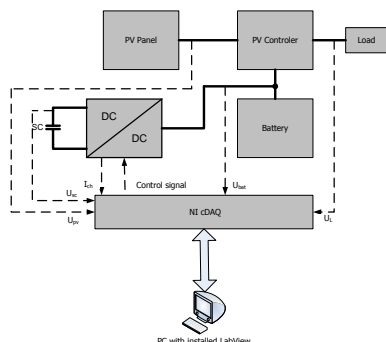 PV Panel
PV Controler
Load
SC
DC
DC
Battery
Ich
Control signal
Ubat
Usc
Upv
NI cDAQ
UL
PC with installed LabView